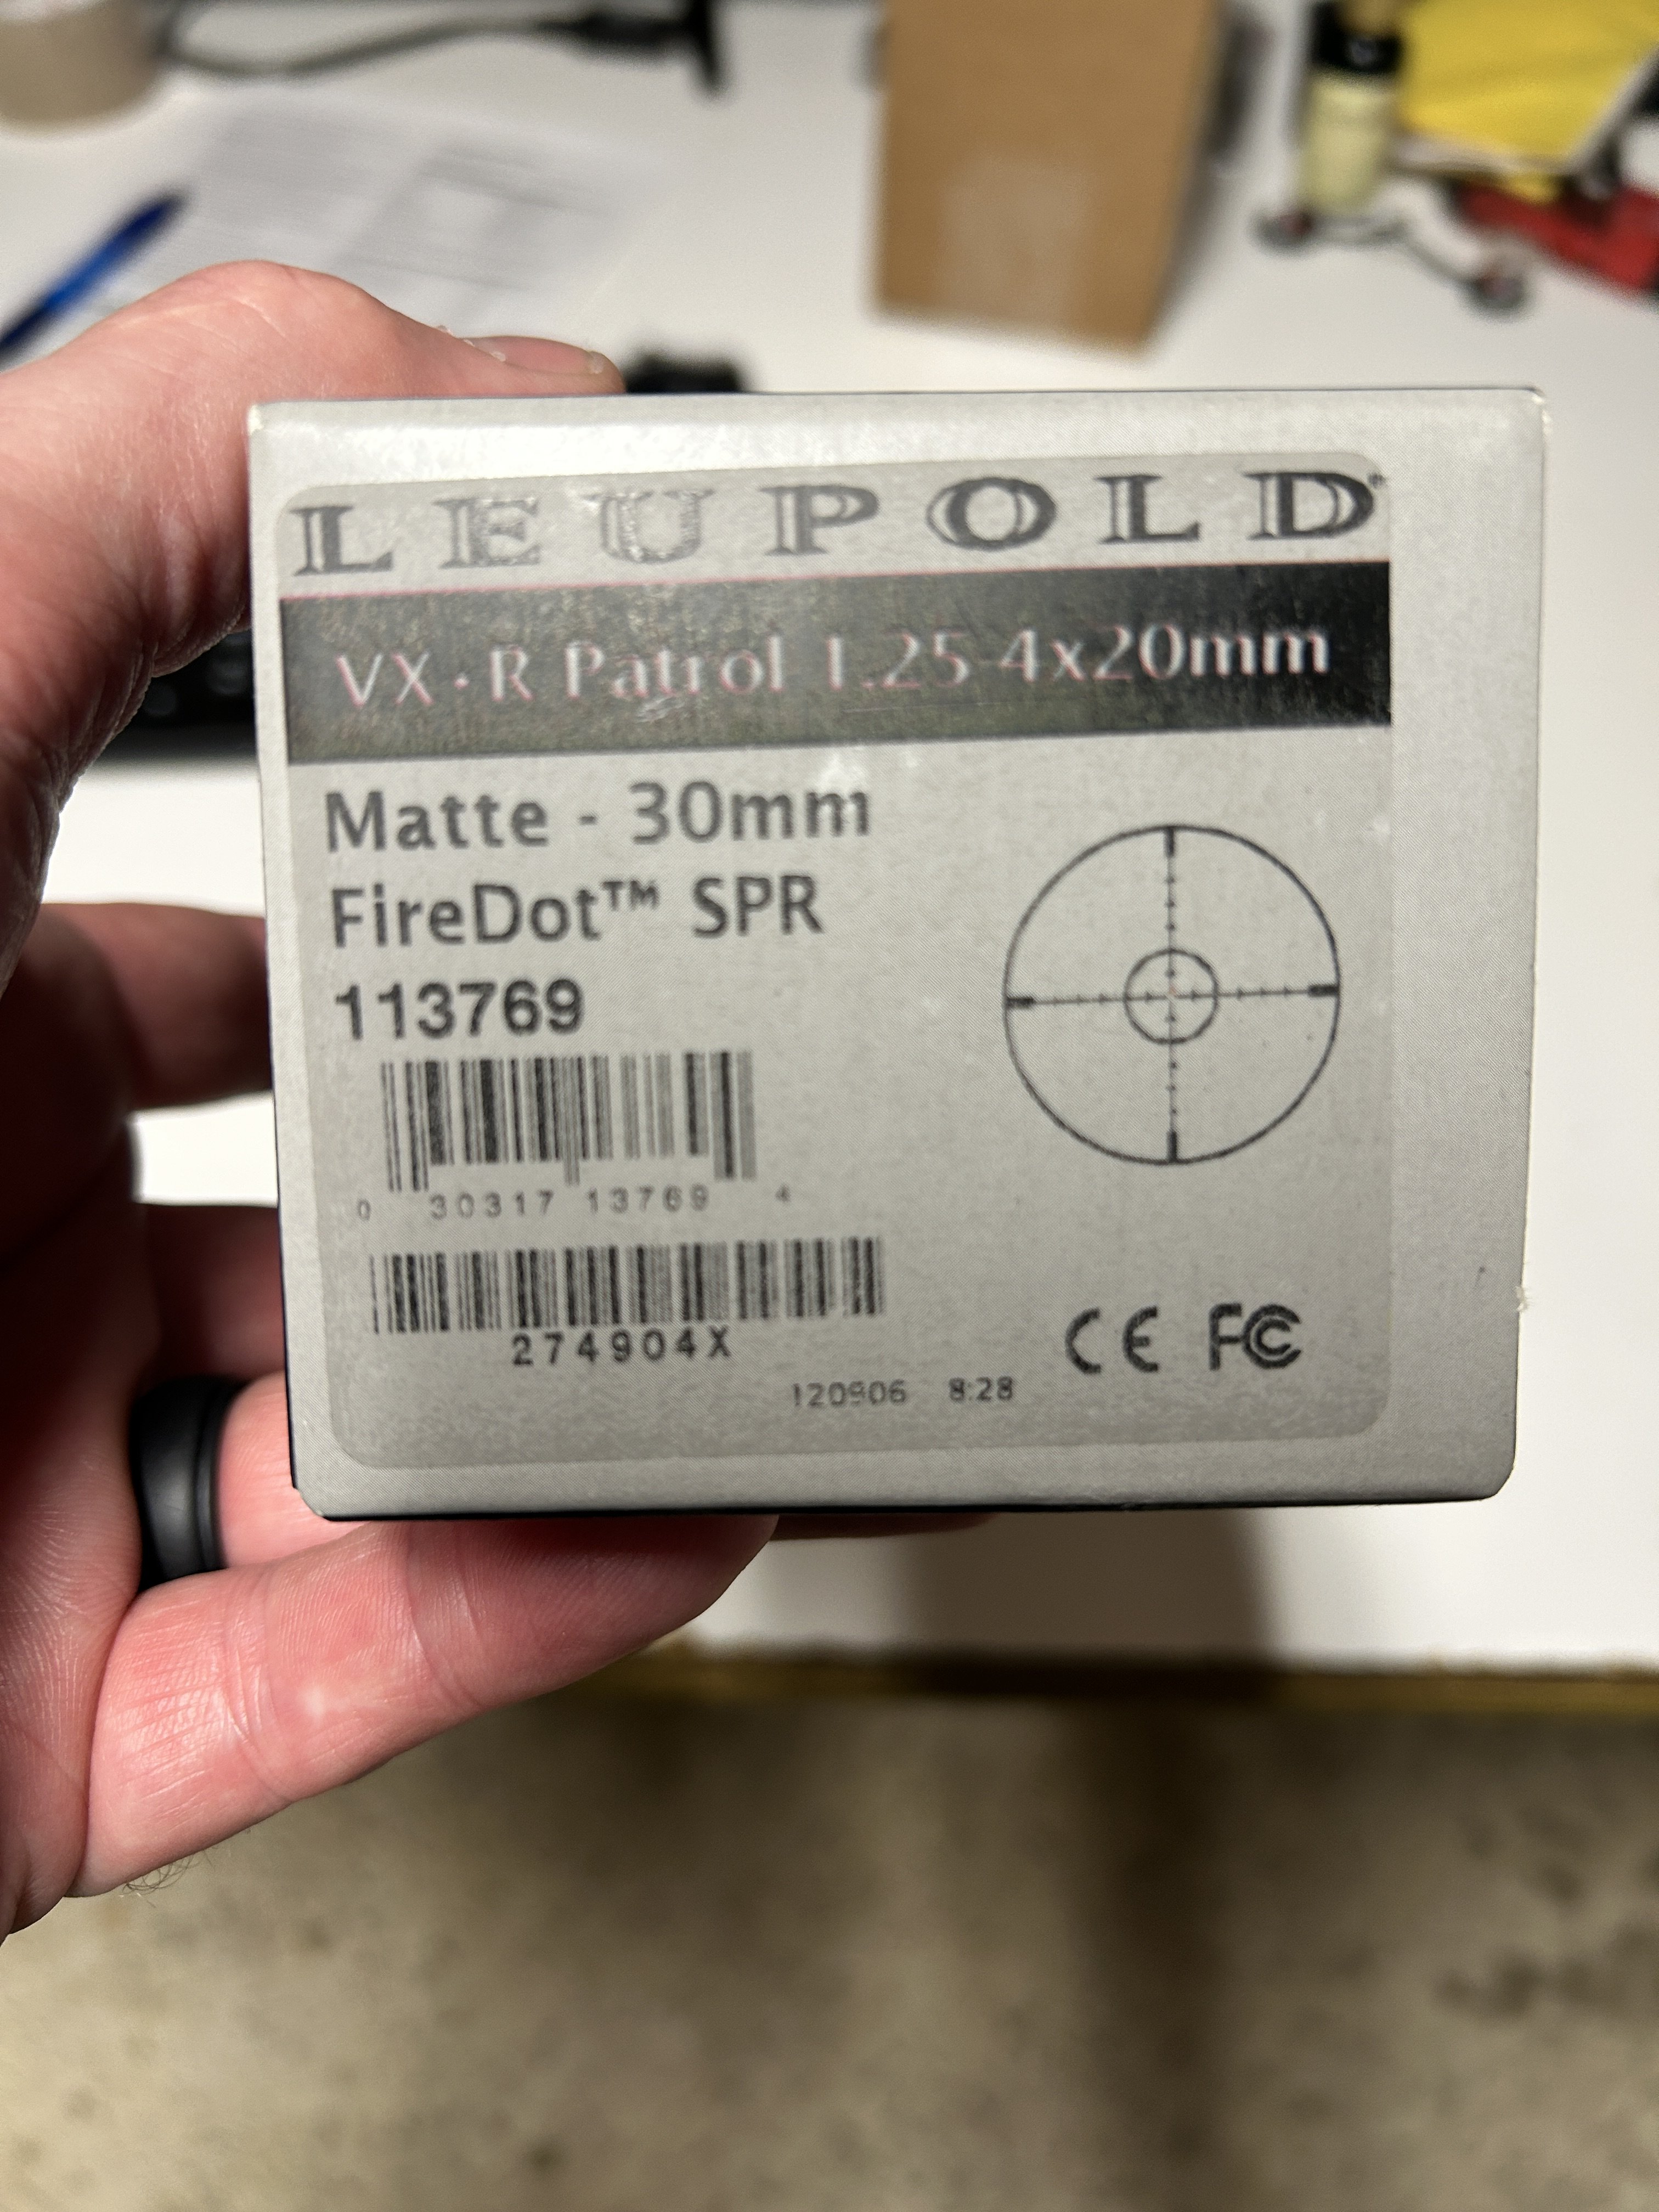 LEUPOLD®
VX·R Patrol 1.25-4x20mm
Matte - 30mm
FireDot™ SPR
113769
0 30317 13769 4
274904X
CE FC
120906 8:28